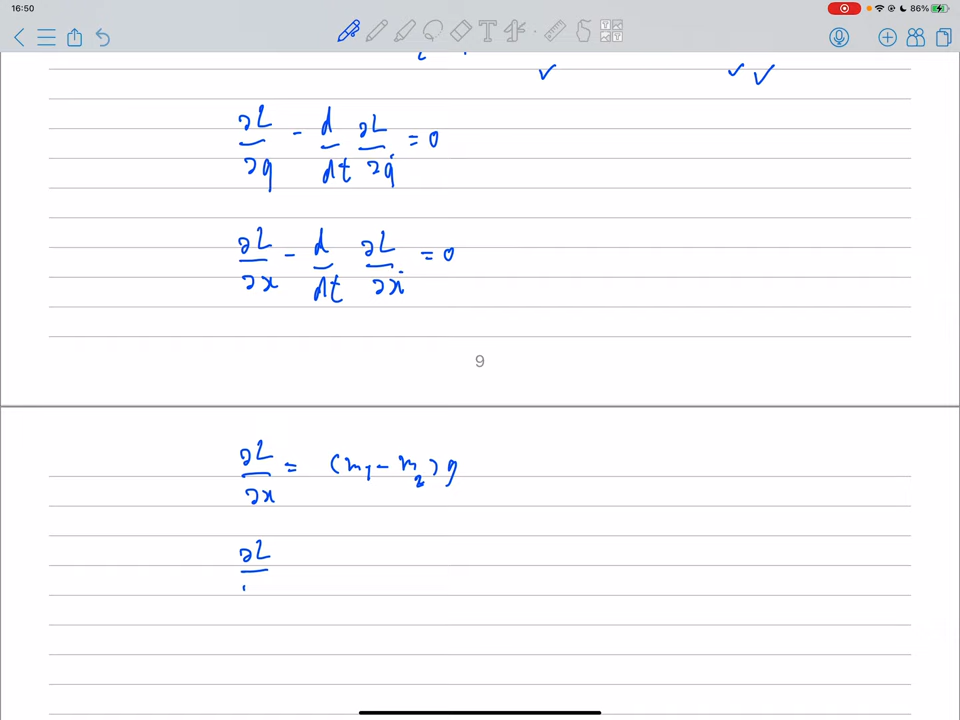 16:50
86%
∂L/∂q - d/dt ∂L/∂q̇ = 0
∂L/∂x - d/dt ∂L/∂ẋ = 0
9
∂L/∂x = (m₁ - m₂) g
∂L